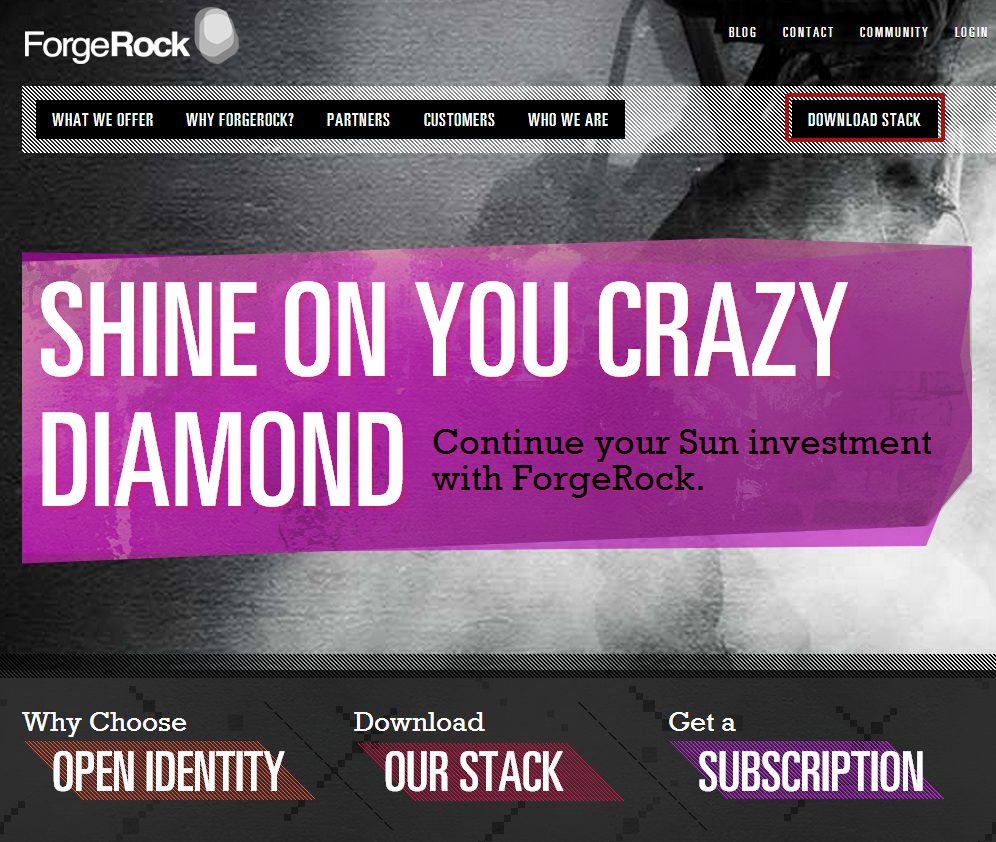 ForgeRock
BLOG CONTACT COMMUNITY LOGIN
WHAT WE OFFER WHY FORGEROCK? PARTNERS CUSTOMERS WHO WE ARE DOWNLOAD STACK
SHINE ON YOU CRAZY
DIAMOND
Continue your Sun investment
with ForgeRock.
Why Choose
OPEN IDENTITY
Download
OUR STACK
Get a
SUBSCRIPTION